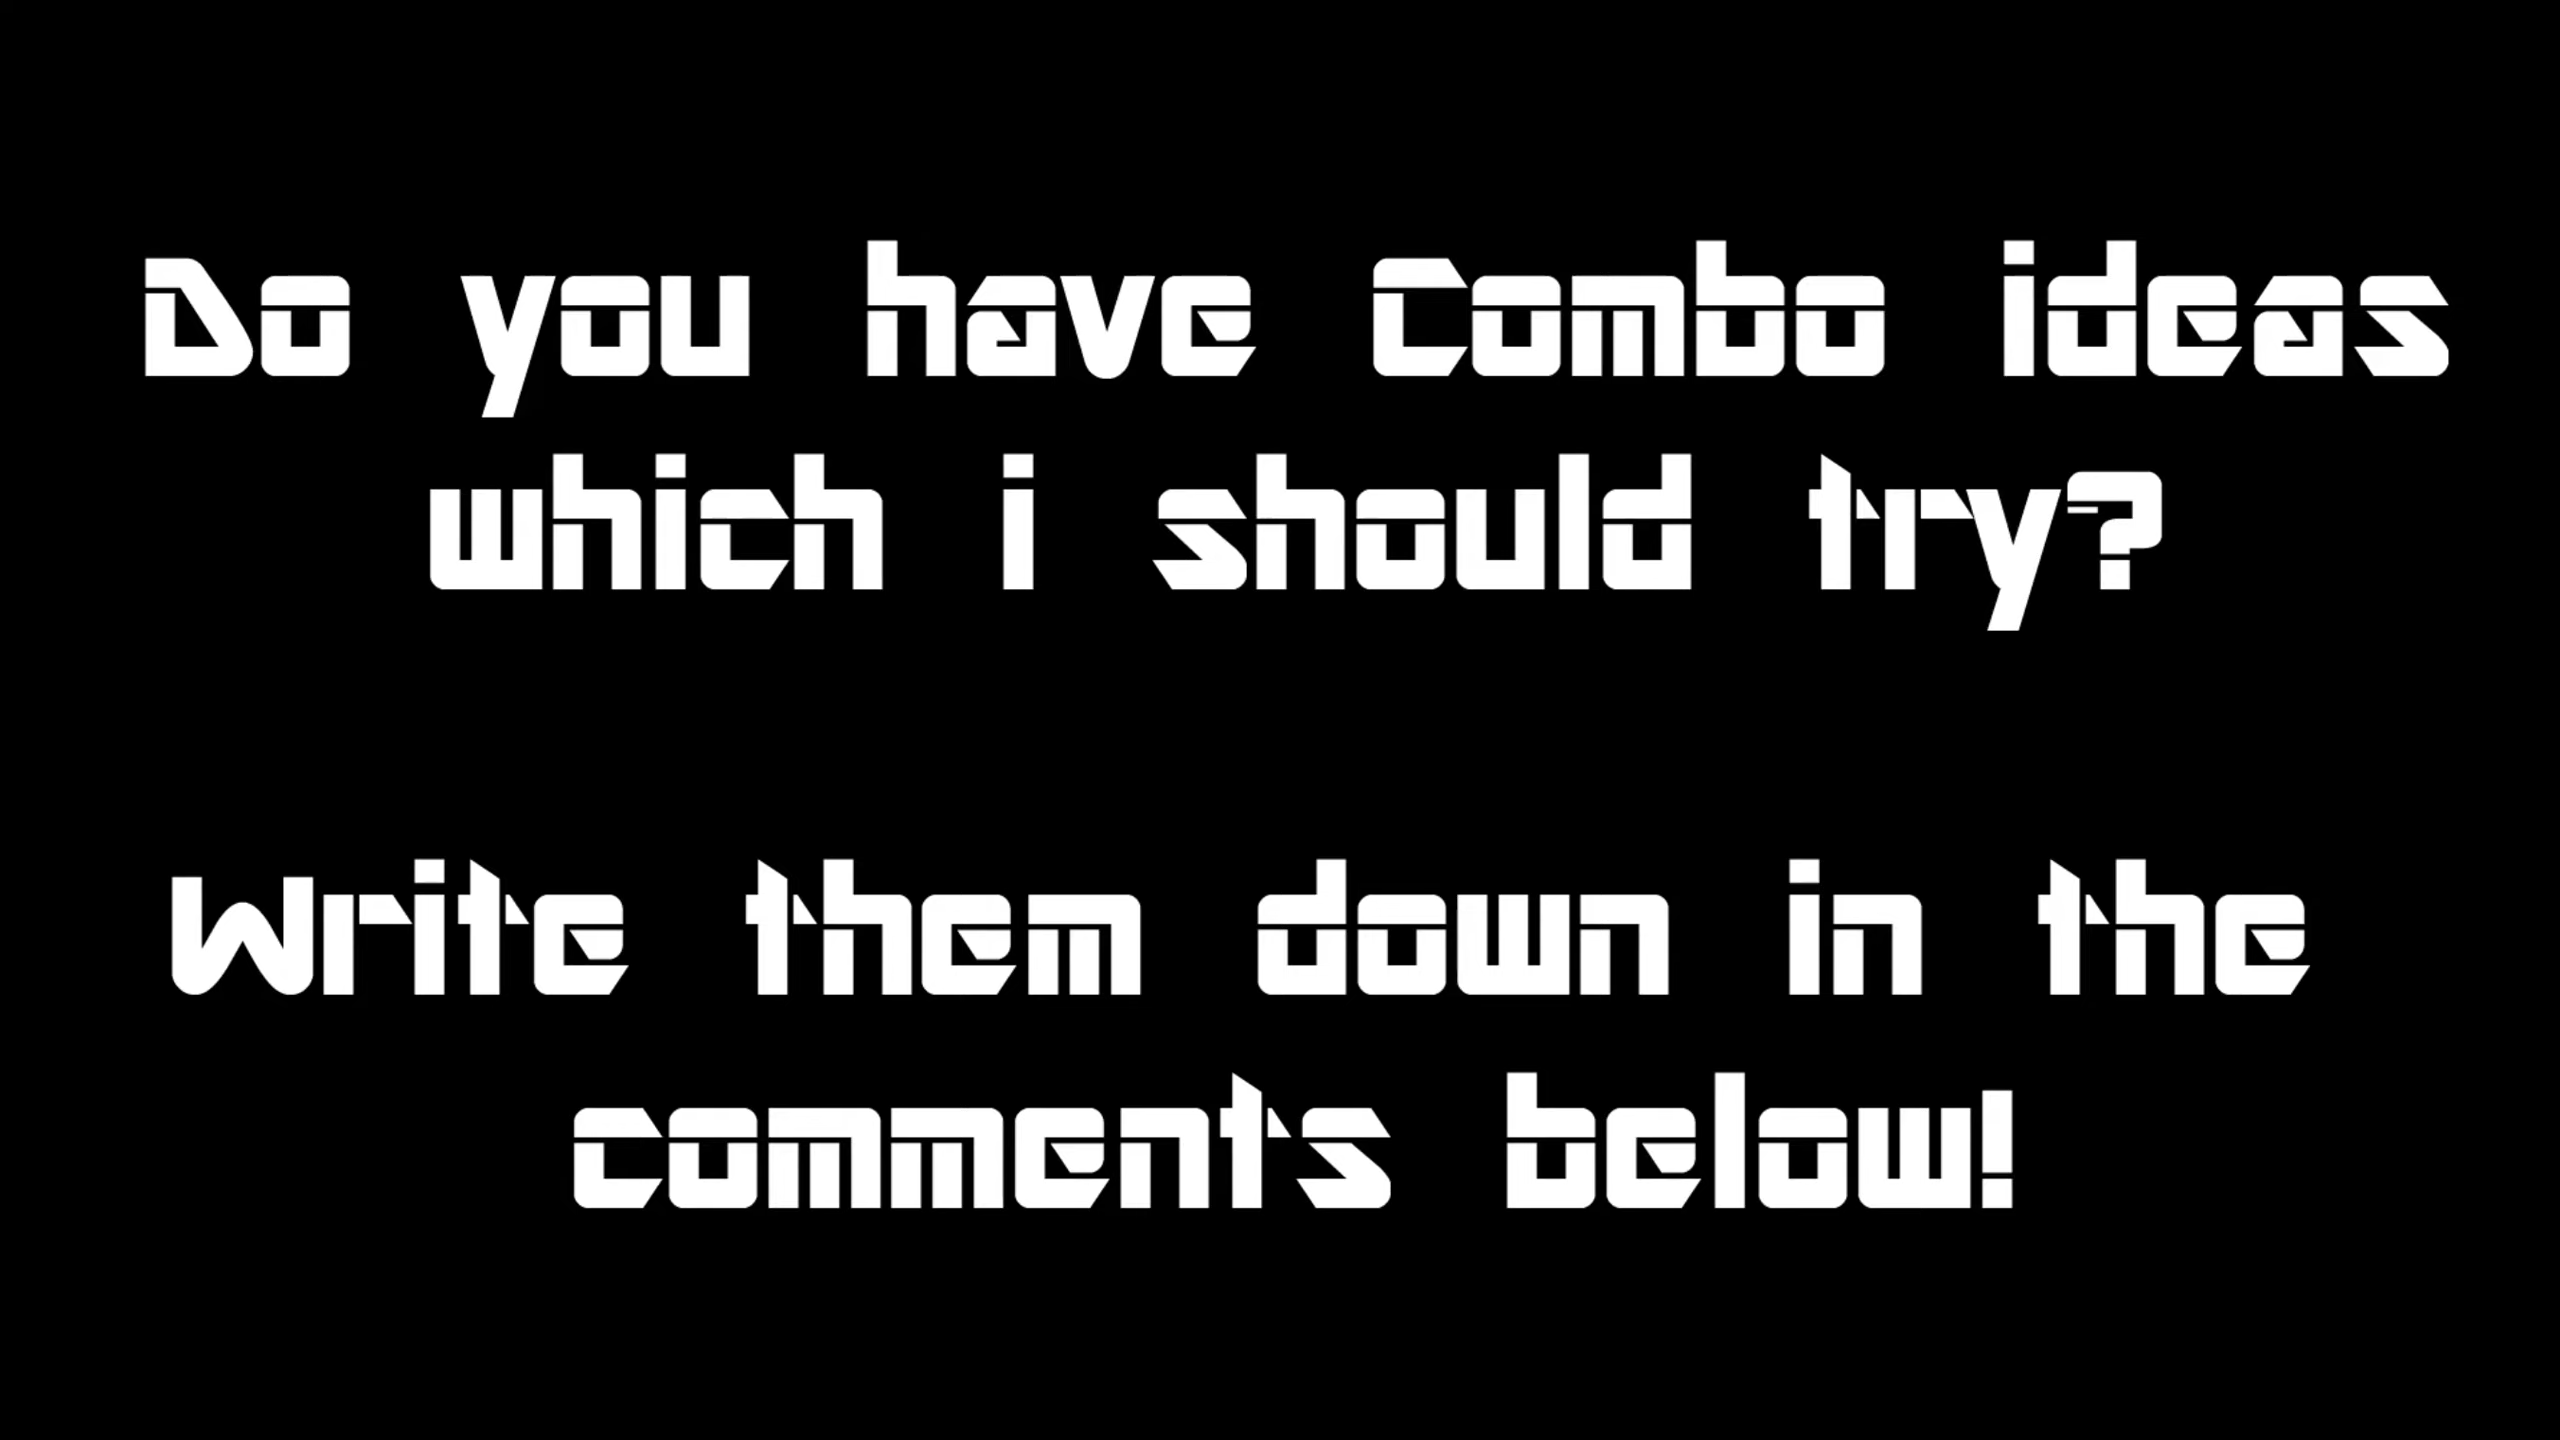 Do you have Combo ideas
which i should try?
Write them down in the
comments below!